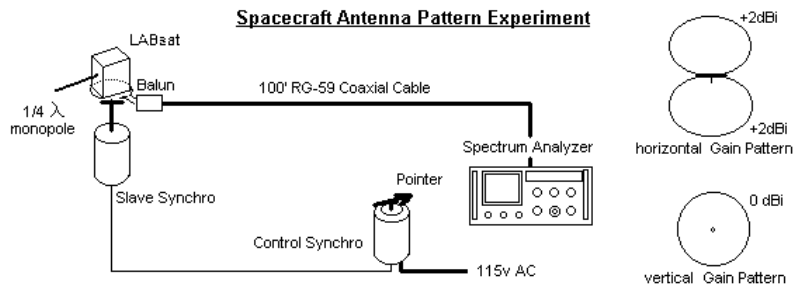 Spacecraft Antenna Pattern Experiment
LABsat
Balun
1/4 λ
monopole
100' RG-59 Coaxial Cable
Slave Synchro
Pointer
Control Synchro
115v AC
Spectrum Analyzer
+2dBi
+2dBi
horizontal Gain Pattern
0 dBi
vertical Gain Pattern